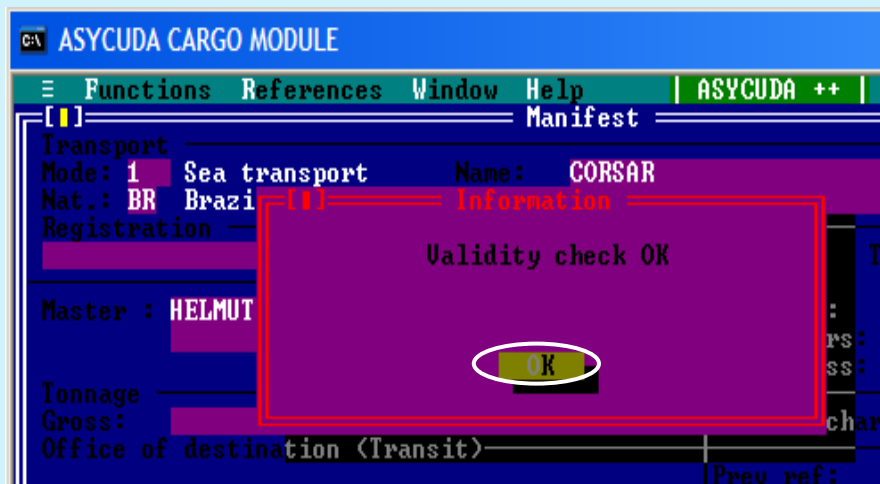 C:\ ASYCUDA CARGO MODULE
≡ Functions References Window Help | ASYCUDA ++ |
Manifest
Transport
Mode: 1 Sea transport Name: CORSAR
Nat.: BR Brazi
Information
Registration
Validity check OK
Master : HELMUT
OK
Tonnage
Gross:
Office of destination (Transit)
Prev ref: